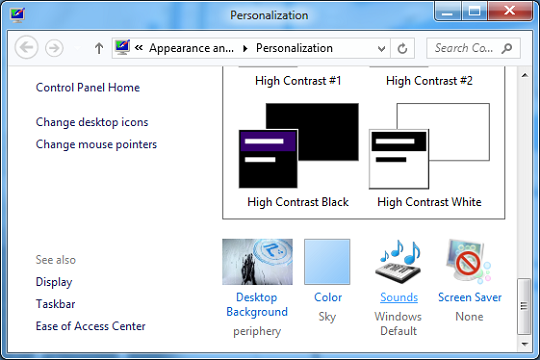 Personalization
« Appearance an... ▸ Personalization
Search Co...
Control Panel Home
Change desktop icons
Change mouse pointers
See also
Display
Taskbar
Ease of Access Center
High Contrast #1 High Contrast #2
High Contrast Black High Contrast White
Desktop Background
periphery
Color
Sky
Sounds
Windows Default
Screen Saver
None